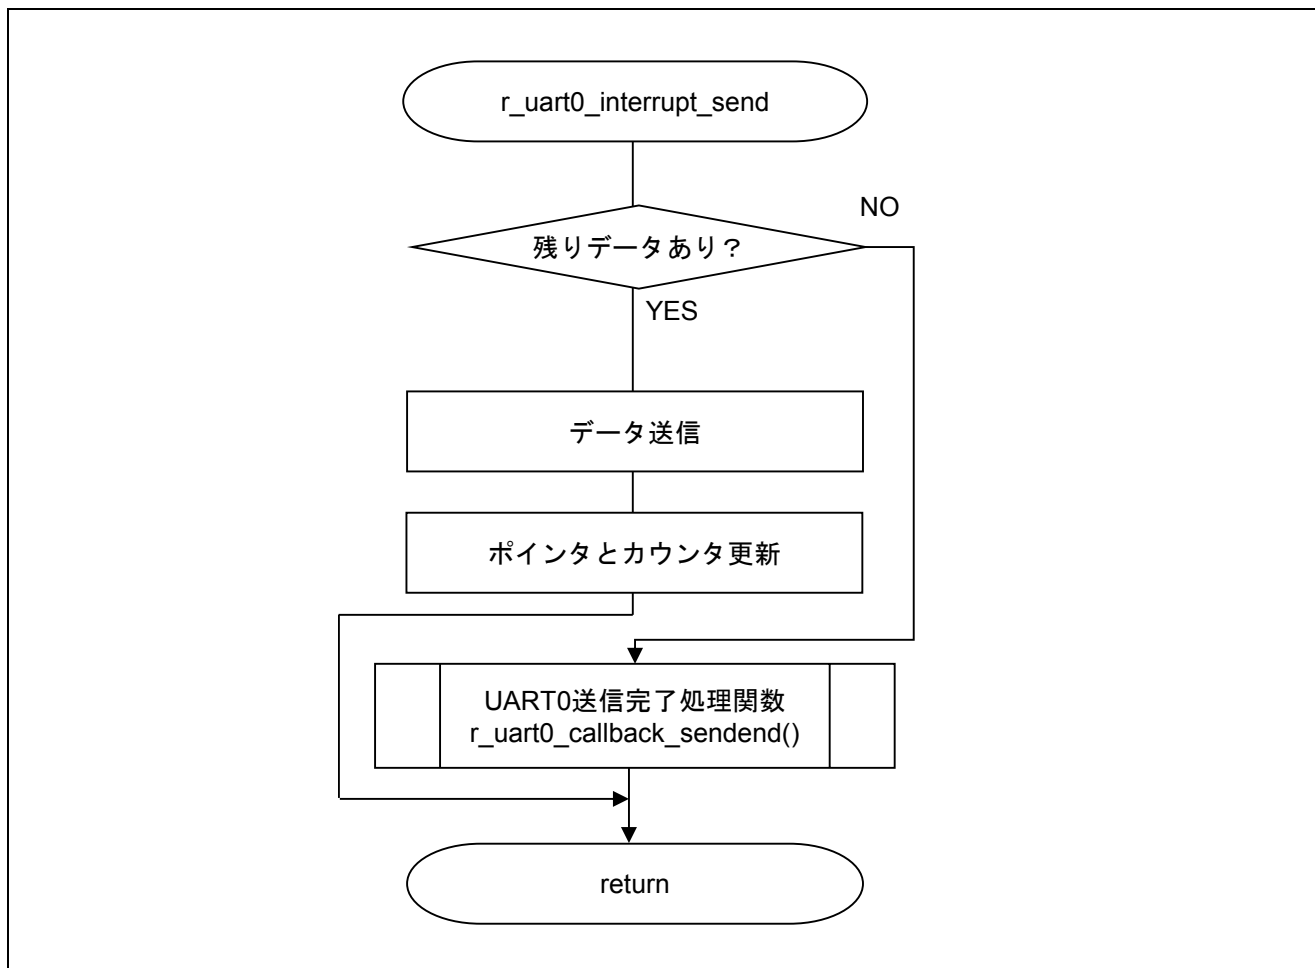 r_uart0_interrupt_send
NO
残りデータあり？
YES
データ送信
ポインタとカウンタ更新
UART0送信完了処理関数
r_uart0_callback_sendend()
return